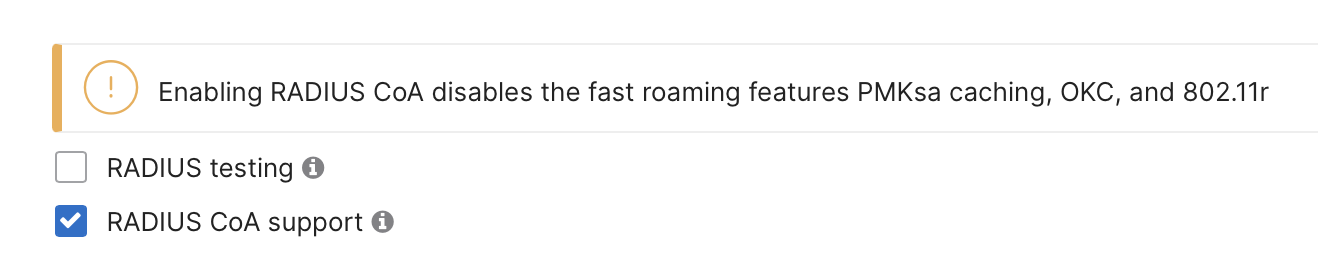 Enabling RADIUS CoA disables the fast roaming features PMKsa caching, OKC, and 802.11r
RADIUS testing
RADIUS CoA support